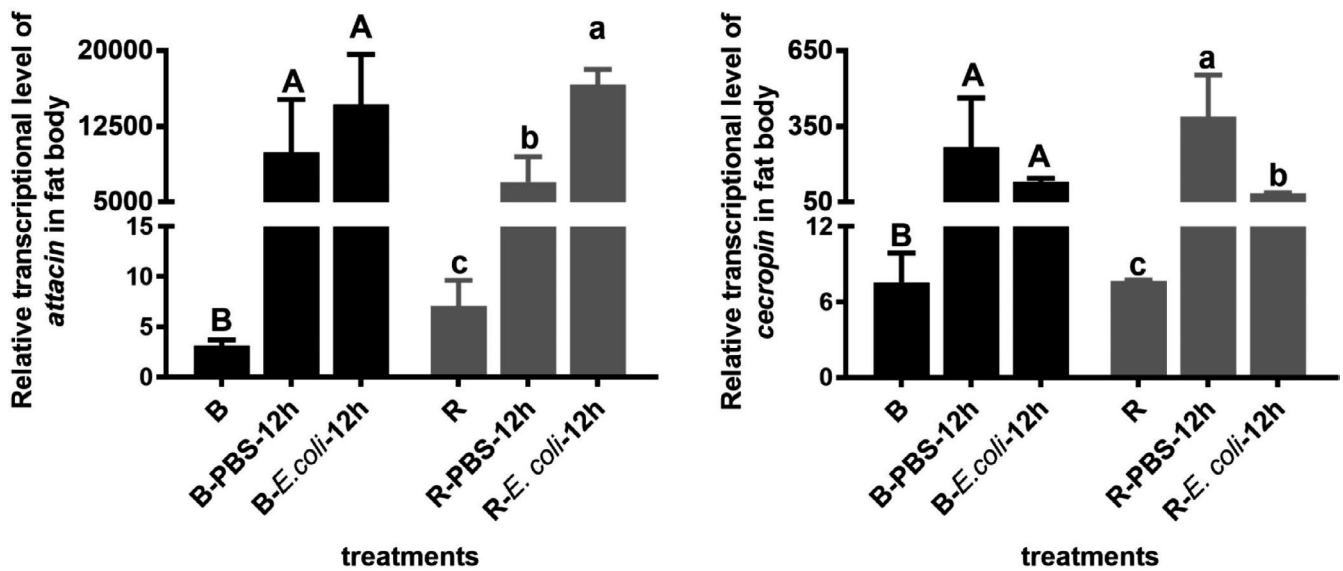 Relative transcriptional level of
attacin in fat body
20000
12500
5000
15
10
5
0
B
A
A
c
b
a
B
B-PBS-12h
B-E.coli-12h
R
R-PBS-12h
R-E. coli-12h
treatments
Relative transcriptional level of
cecropin in fat body
650
350
50
12
6
0
B
A
A
c
a
b
B
B-PBS-12h
B-E.coli-12h
R
R-PBS-12h
R-E. coli-12h
treatments